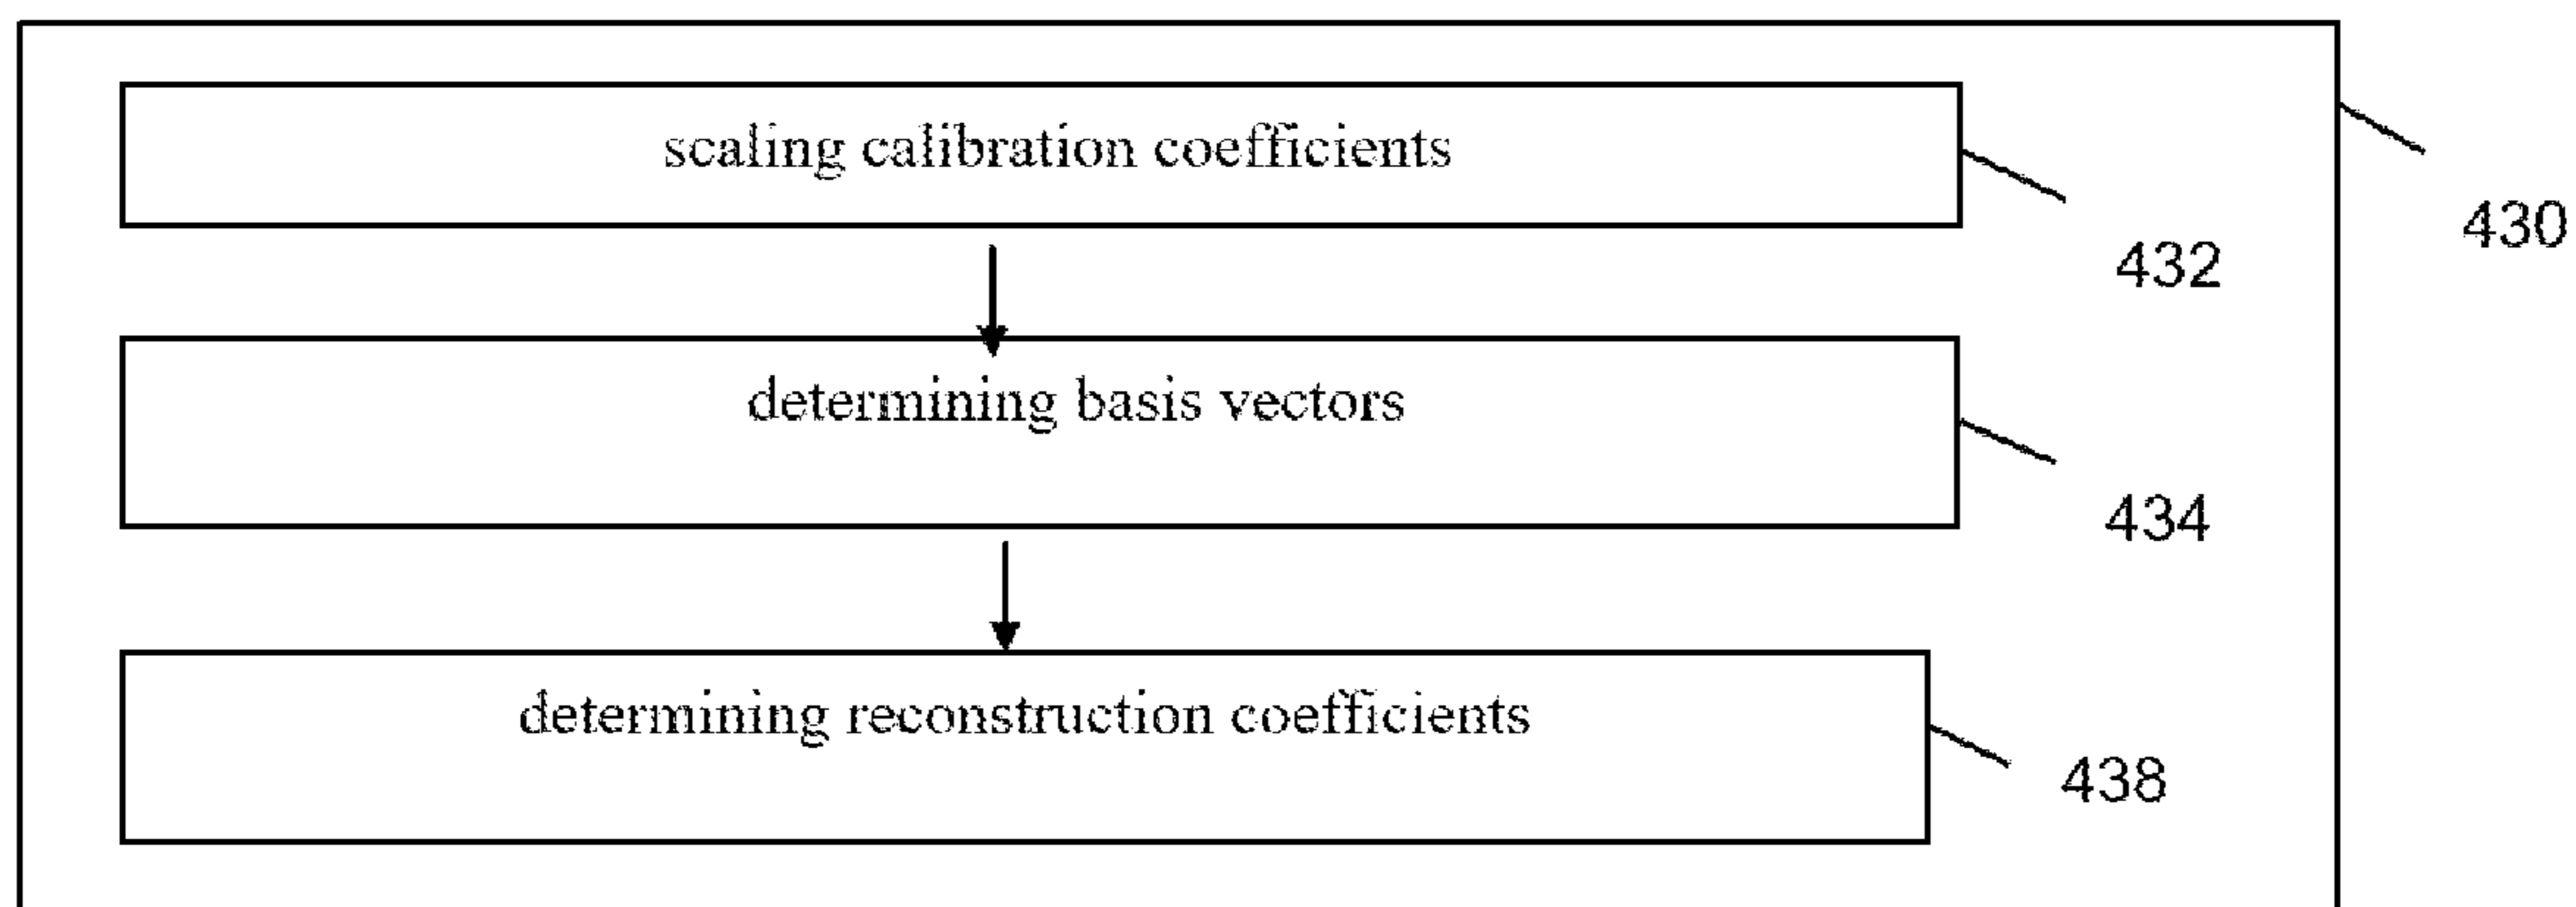 scaling calibration coefficients
430
432
determining basis vectors
434
determining reconstruction coefficients
438